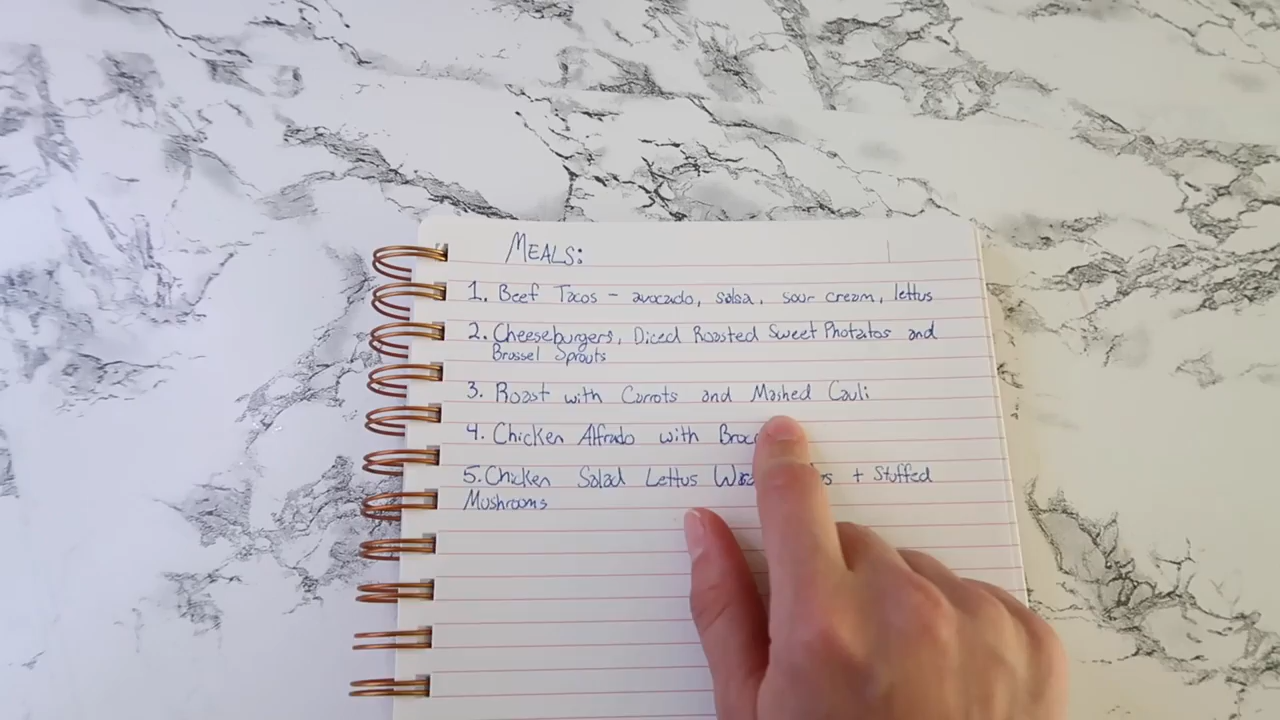 MEALS:
1. Beef Tacos - avocado, salsa, sour cream, lettus
2. Cheeseburgers, Diced Roasted Sweet Photatos and
Brussel Sprouts
3. Roast with Carrots and Mashed Cauli
4. Chicken Alfrado with
5. Chicken Salad Lettus + Stuffed
Mushrooms